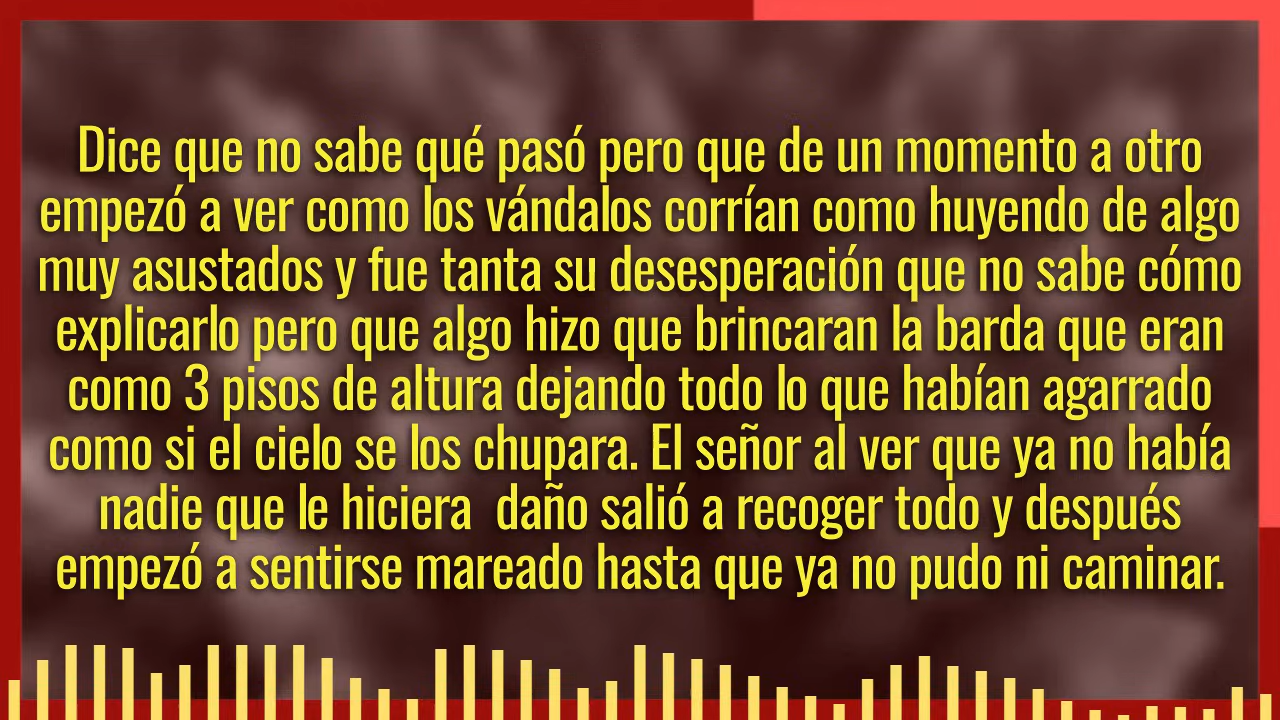 Dice que no sabe qué pasó pero que de un momento a otro
empezó a ver como los vándalos corrían como huyendo de algo
muy asustados y fue tanta su desesperación que no sabe cómo
explicarlo pero que algo hizo que brincaran la barda que eran
como 3 pisos de altura dejando todo lo que habían agarrado
como si el cielo se los chupara. El señor al ver que ya no había
nadie que le hiciera  daño salió a recoger todo y después
empezó a sentirse mareado hasta que ya no pudo ni caminar.